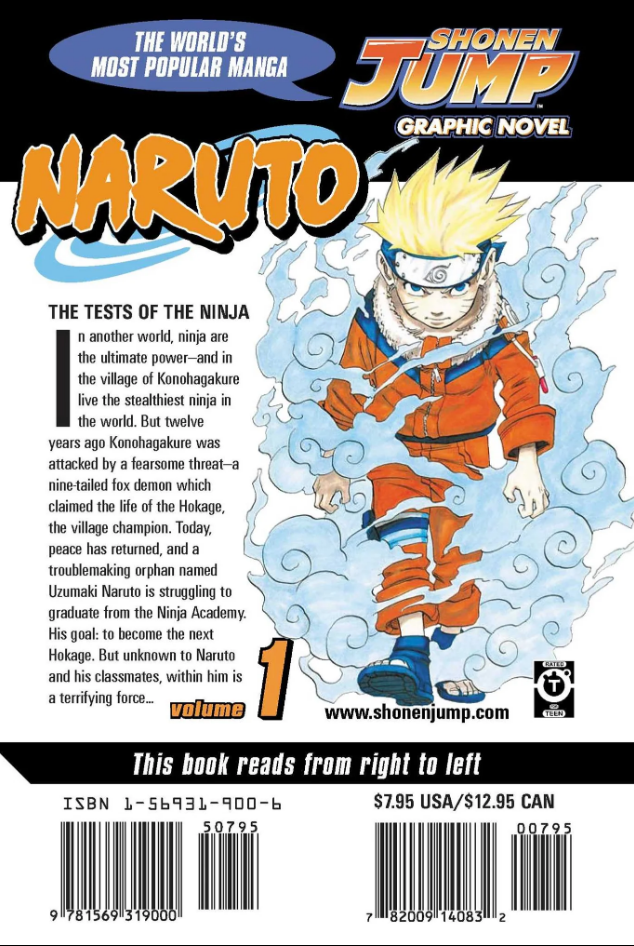 THE WORLD'S
MOST POPULAR MANGA
SHONEN
JUMP™
GRAPHIC NOVEL
NARUTO
THE TESTS OF THE NINJA
In another world, ninja are
the ultimate power–and in
the village of Konohagakure
live the stealthiest ninja in
the world. But twelve
years ago Konohagakure was
attacked by a fearsome threat–a
nine-tailed fox demon which
claimed the life of the Hokage,
the village champion. Today,
peace has returned, and a
troublemaking orphan named
Uzumaki Naruto is struggling to
graduate from the Ninja Academy.
His goal: to become the next
Hokage. But unknown to Naruto
and his classmates, within him is
a terrifying force...
volume 1
www.shonenjump.com
RATED
T
TEEN
This book reads from right to left
ISBN 1-56931-900-6
$7.95 USA/$12.95 CAN
50795
9 781569 319000
00795
7 82009 14083 2